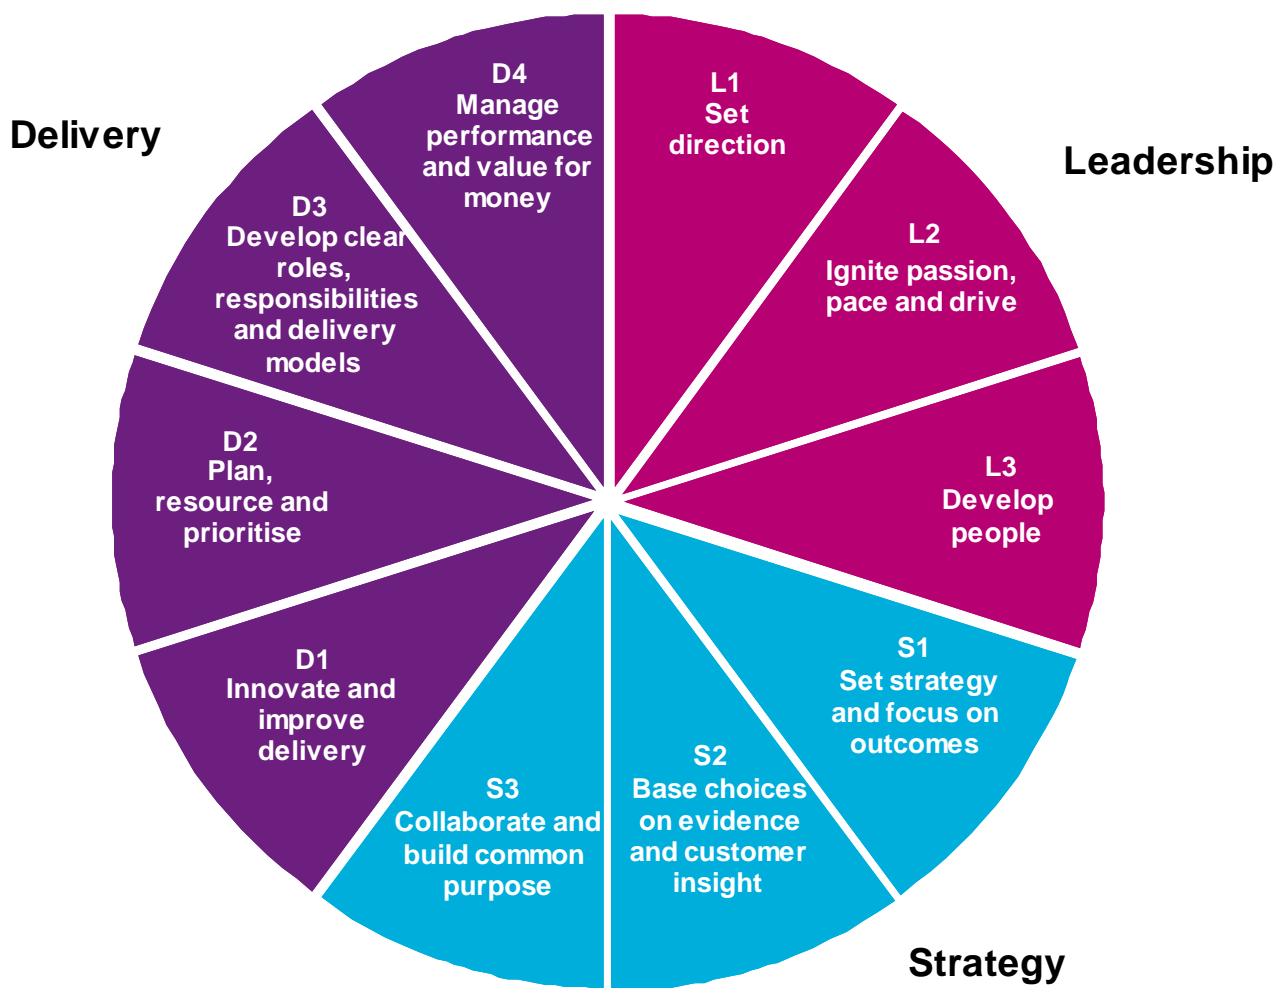 Delivery
Leadership
Strategy
L1
Set
direction
L2
Ignite passion,
pace and drive
L3
Develop
people
S1
Set strategy
and focus on
outcomes
S2
Base choices
on evidence
and customer
insight
S3
Collaborate and
build common
purpose
D1
Innovate and
improve
delivery
D2
Plan,
resource and
prioritise
D3
Develop clear
roles,
responsibilities
and delivery
models
D4
Manage
performance
and value for
money